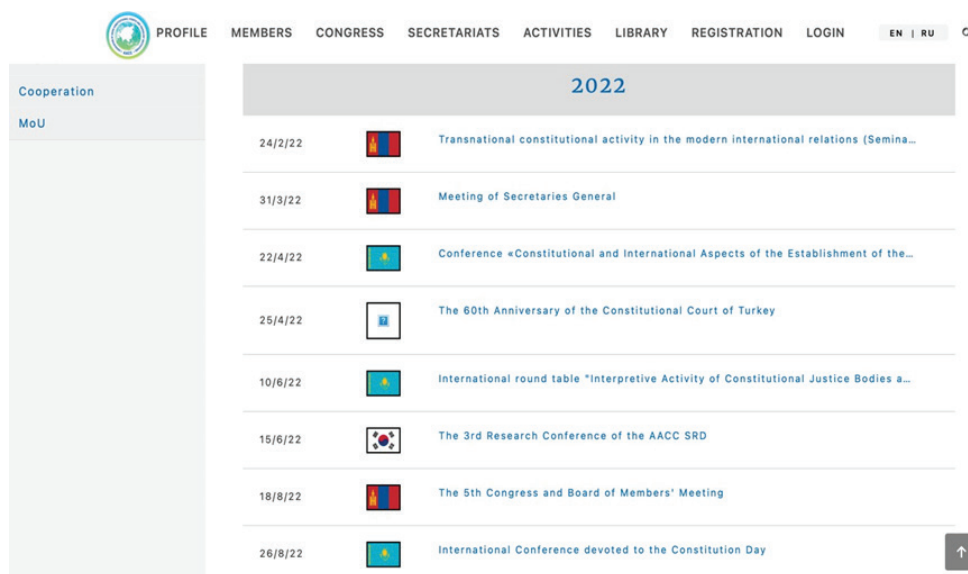 PROFILE MEMBERS CONGRESS SECRETARIATS ACTIVITIES LIBRARY REGISTRATION LOGIN EN | RU
Cooperation
MoU
2022
24/2/22 Transnational constitutional activity in the modern international relations (Semina...
31/3/22 Meeting of Secretaries General
22/4/22 Conference «Constitutional and International Aspects of the Establishment of the...
25/4/22 ? The 60th Anniversary of the Constitutional Court of Turkey
10/6/22 International round table "Interpretive Activity of Constitutional Justice Bodies a...
15/6/22 The 3rd Research Conference of the AACC SRD
18/8/22 The 5th Congress and Board of Members' Meeting
26/8/22 International Conference devoted to the Constitution Day